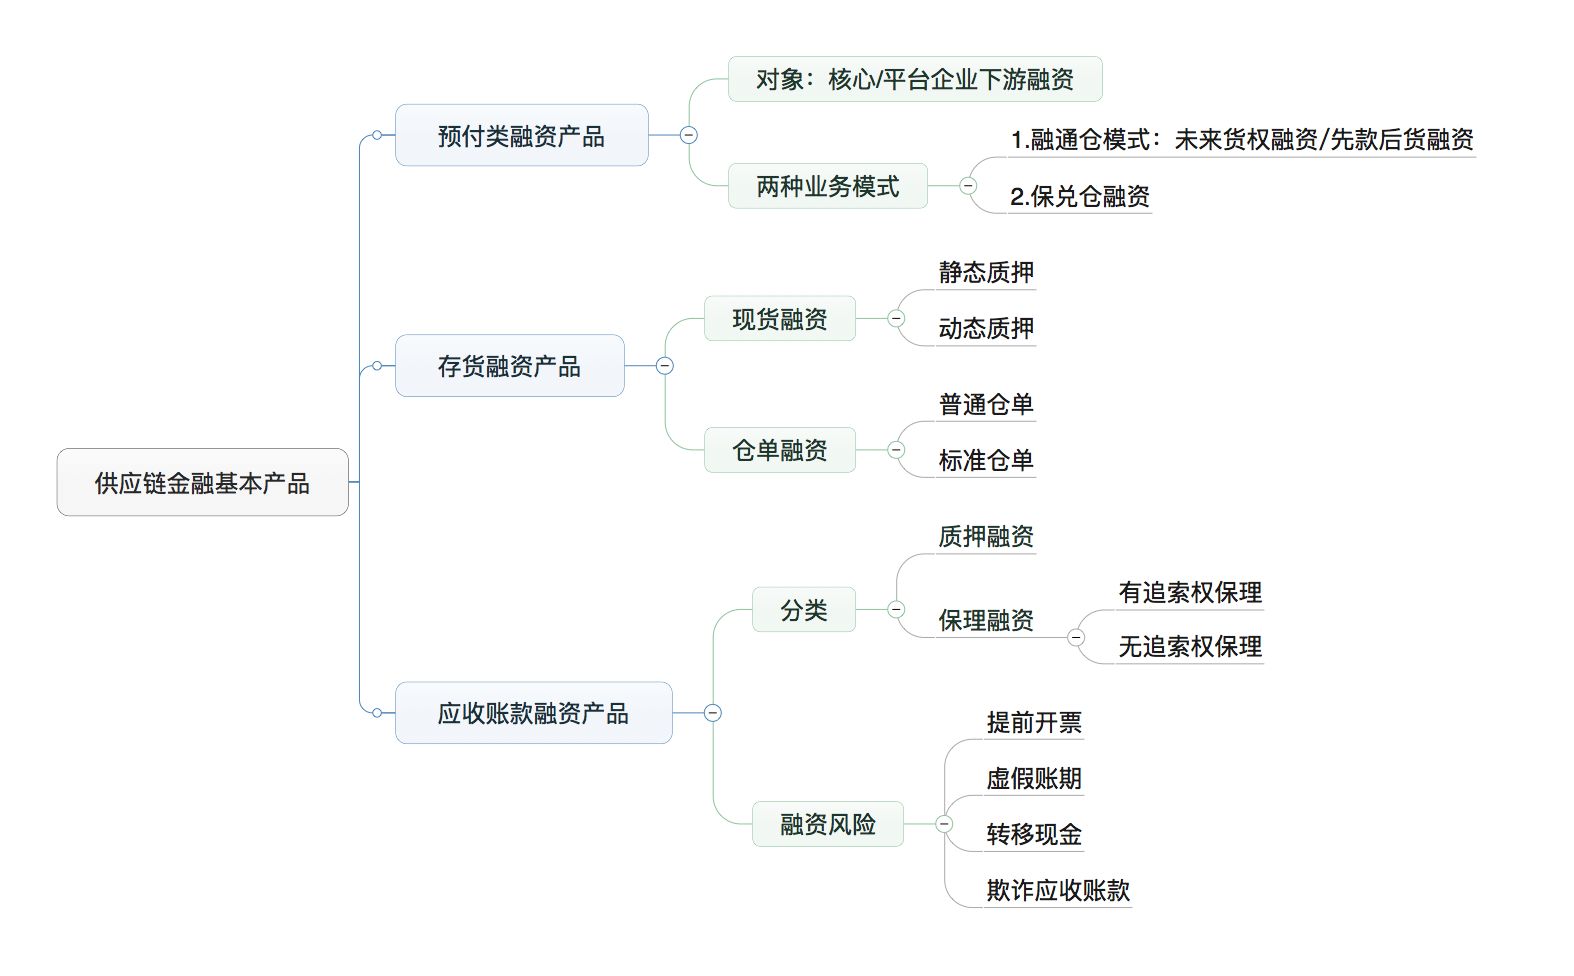 供应链金融基本产品
预付类融资产品
对象：核心/平台企业下游融资
两种业务模式
1.融通仓模式：未来货权融资/先款后货融资
2.保兑仓融资
存货融资产品
现货融资
静态质押
动态质押
仓单融资
普通仓单
标准仓单
应收账款融资产品
分类
质押融资
保理融资
有追索权保理
无追索权保理
融资风险
提前开票
虚假账期
转移现金
欺诈应收账款